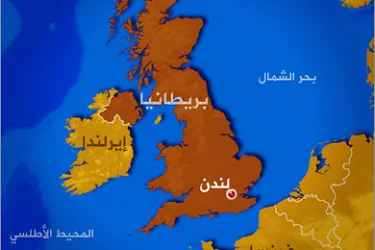 بحر الشمال
بريطانيا
إيرلندا
لندن
المحيط الأطلسي